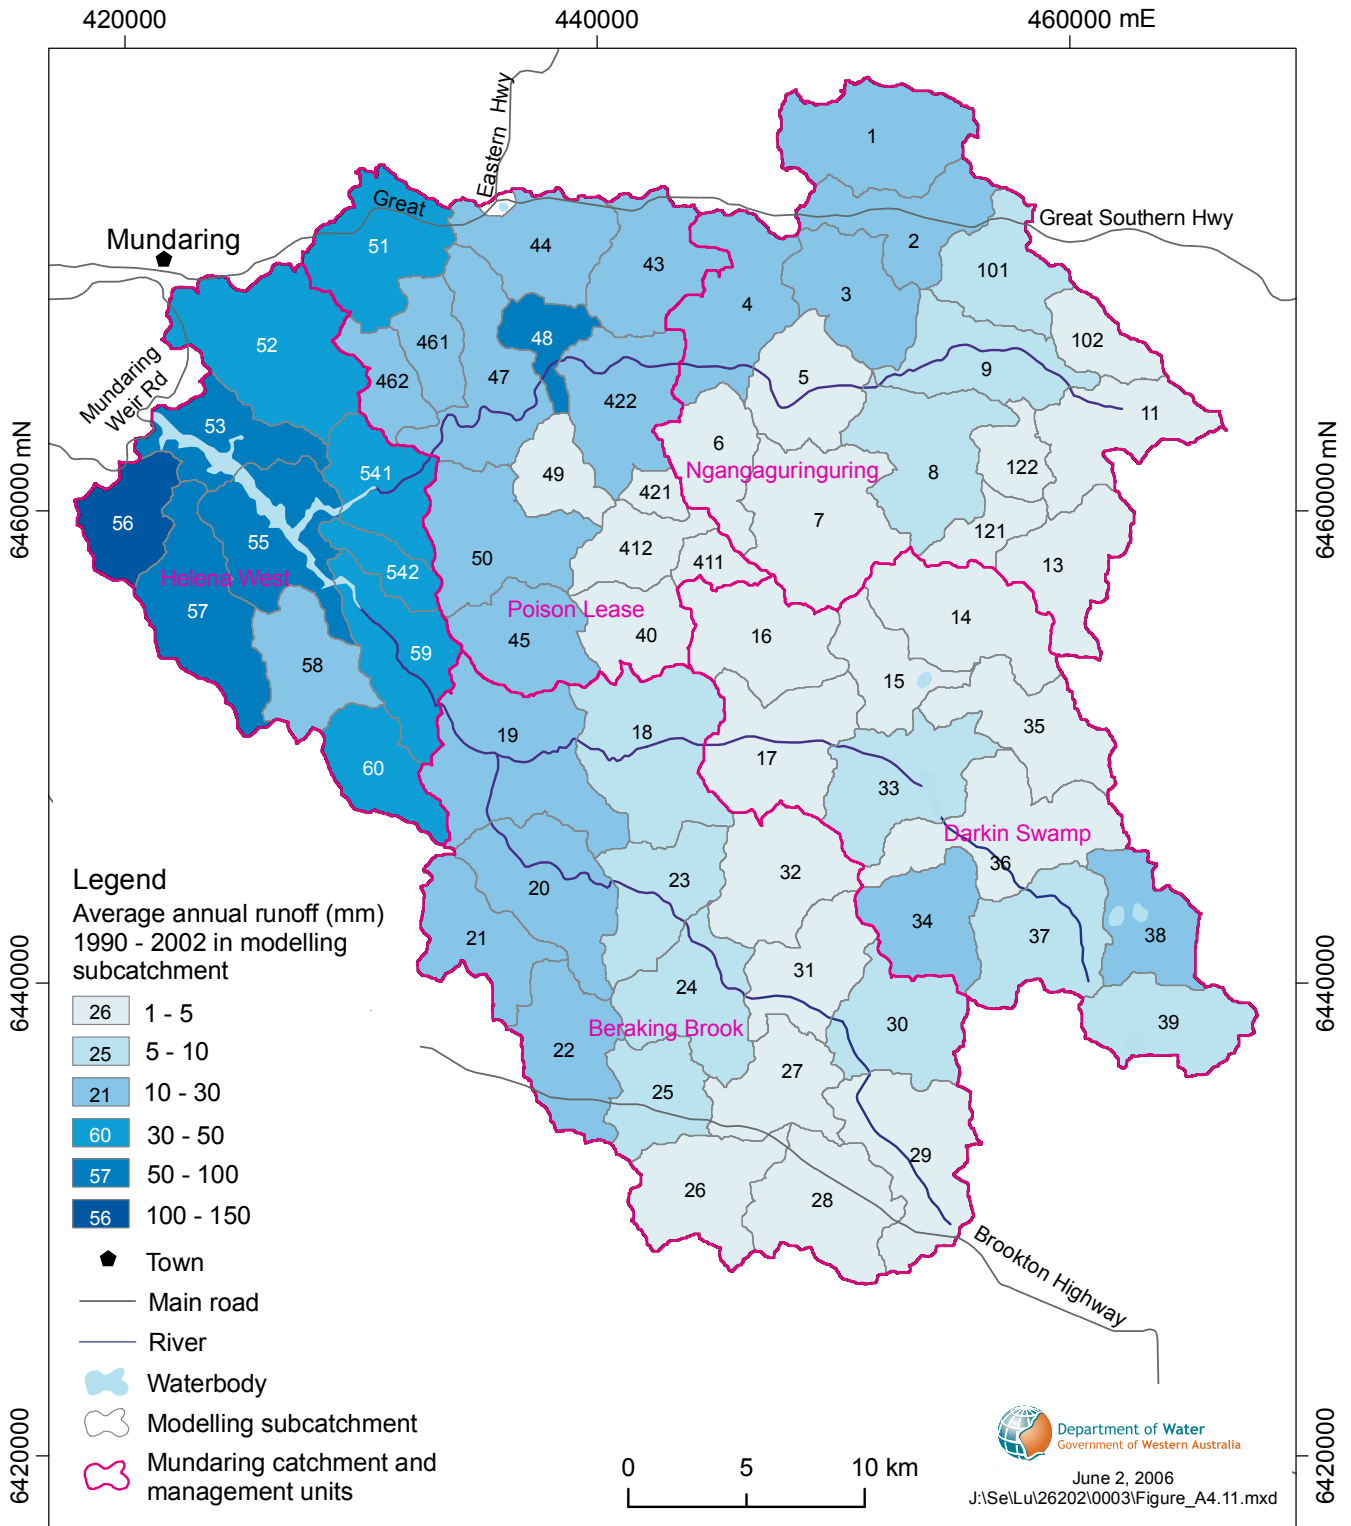 420000
440000
460000 mE
Eastern Hwy
Great
Great Southern Hwy
Mundaring
Mundaring
Weir Rd
6460000 mN
6460000 mN
1
2
3
4
43
44
51
52
101
102
461
462
47
48
422
5
9
11
53
541
49
421
6
Ngangaguringuring
8
122
7
121
13
56
55
542
50
412
411
Helena West
57
58
59
Poison Lease
45
40
16
14
15
35
19
18
17
33
60
Darkin Swamp
36
20
23
32
34
37
38
21
24
31
30
39
Beraking Brook
22
25
27
29
26
28
Brookton Highway
6440000
6440000
6420000
6420000
Legend
Average annual runoff (mm)
1990 - 2002 in modelling
subcatchment
26 1 - 5
25 5 - 10
21 10 - 30
60 30 - 50
57 50 - 100
56 100 - 150
Town
Main road
River
Waterbody
Modelling subcatchment
Mundaring catchment and
management units
0 5 10 km
Department of Water
Government of Western Australia
June 2, 2006
J:\Se\Lu\26202\0003\Figure_A4.11.mxd